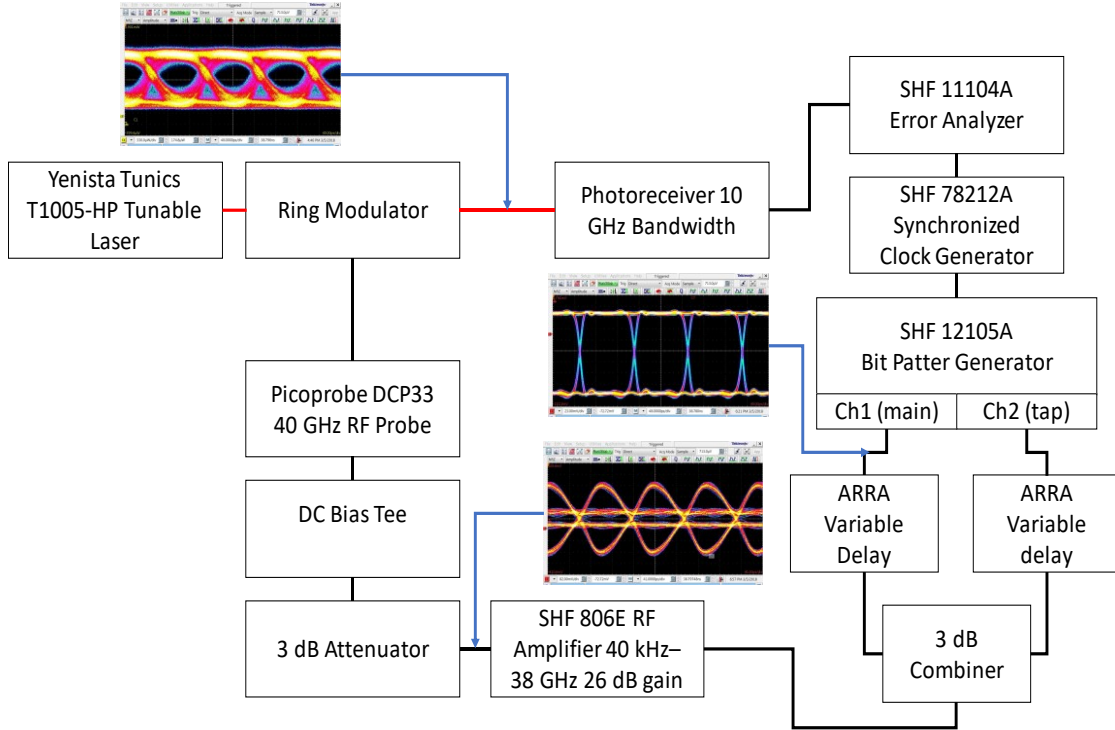 Yenista Tunics
T1005-HP Tunable
Laser
Ring Modulator
Photoreceiver 10
GHz Bandwidth
SHF 11104A
Error Analyzer
SHF 78212A
Synchronized
Clock Generator
SHF 12105A
Bit Patter Generator
Ch1 (main)
Ch2 (tap)
ARRA
Variable
Delay
ARRA
Variable
delay
3 dB
Combiner
SHF 806E RF
Amplifier 40 kHz–
38 GHz 26 dB gain
3 dB Attenuator
DC Bias Tee
Picoprobe DCP33
40 GHz RF Probe
Tektronix
Tektronix
Tektronix